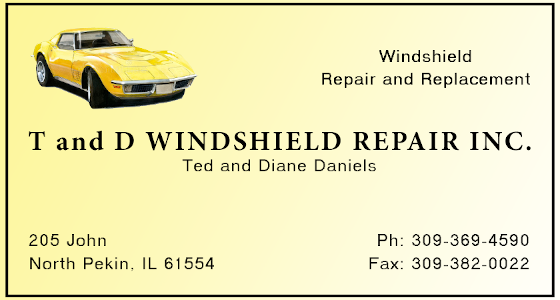 Windshield
Repair and Replacement
T and D WINDSHIELD REPAIR INC.
Ted and Diane Daniels
205 John
North Pekin, IL 61554
Ph: 309-369-4590
Fax: 309-382-0022